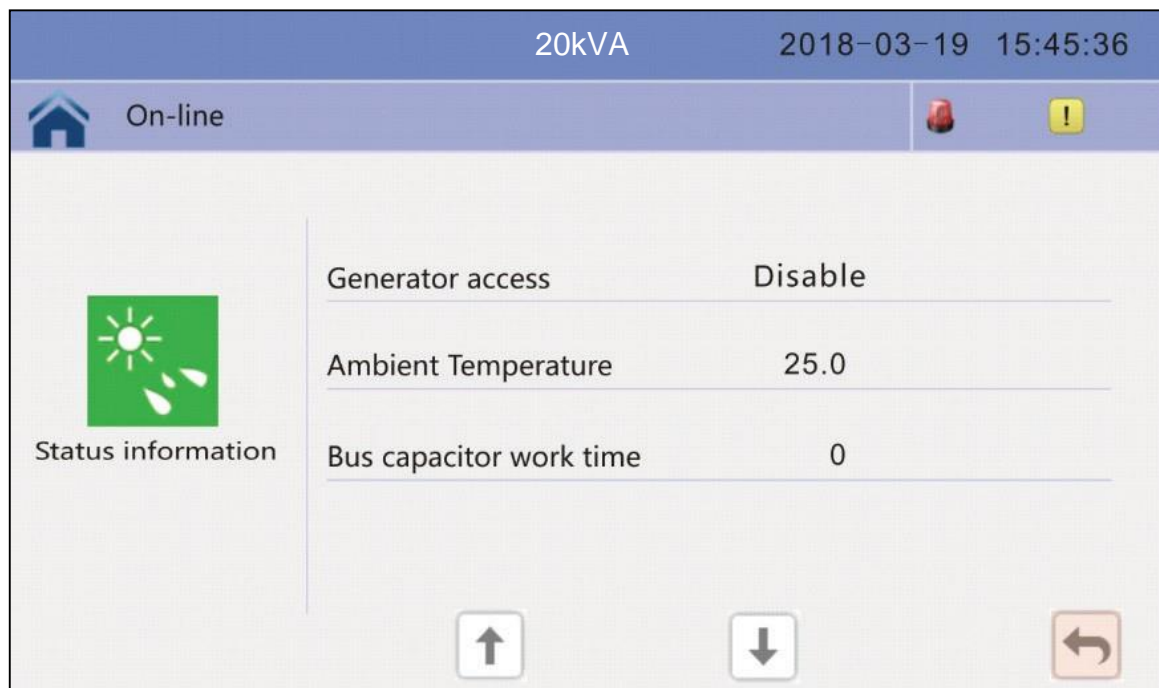 20kVA 2018-03-19 15:45:36
On-line !
Generator access Disable
Ambient Temperature 25.0
Status information
Bus capacitor work time 0